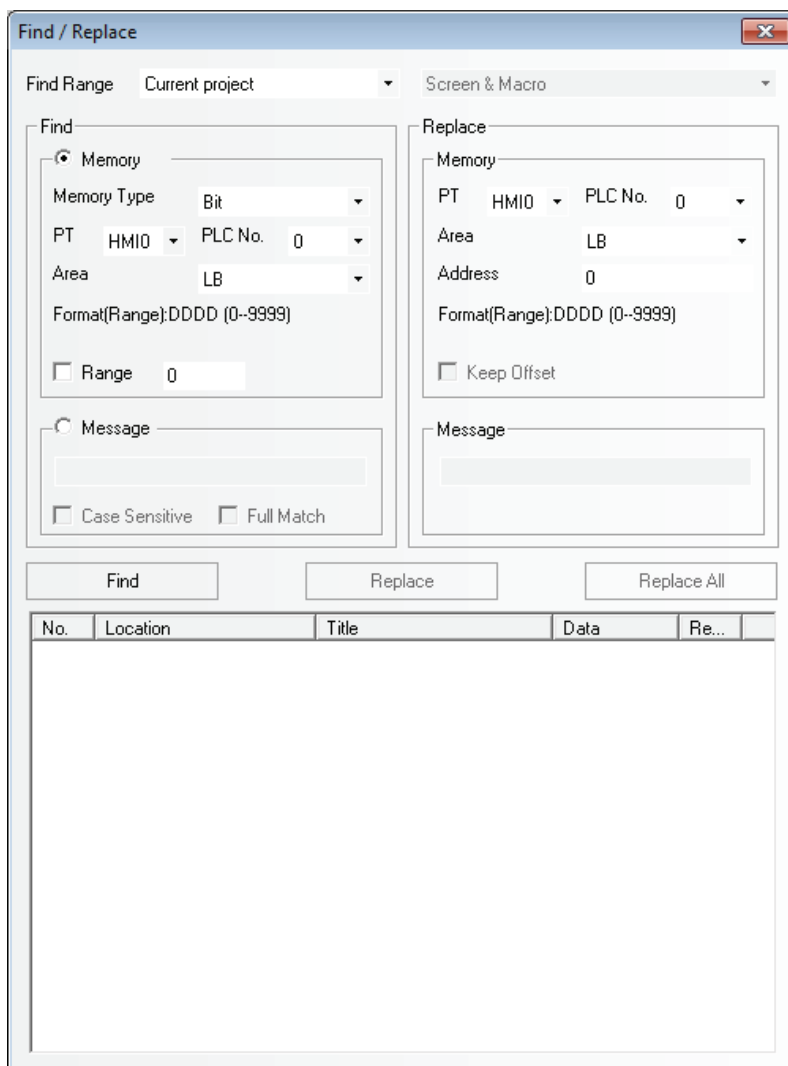 Find / Replace
Find Range Current project Screen & Macro
Find
Memory
Memory Type Bit
PT HMI0 PLC No. 0
Area LB
Format(Range):DDDD (0--9999)
Range 0
Message
Case Sensitive Full Match
Replace
Memory
PT HMI0 PLC No. 0
Area LB
Address 0
Format(Range):DDDD (0--9999)
Keep Offset
Message
Find Replace Replace All
No. Location Title Data Re...